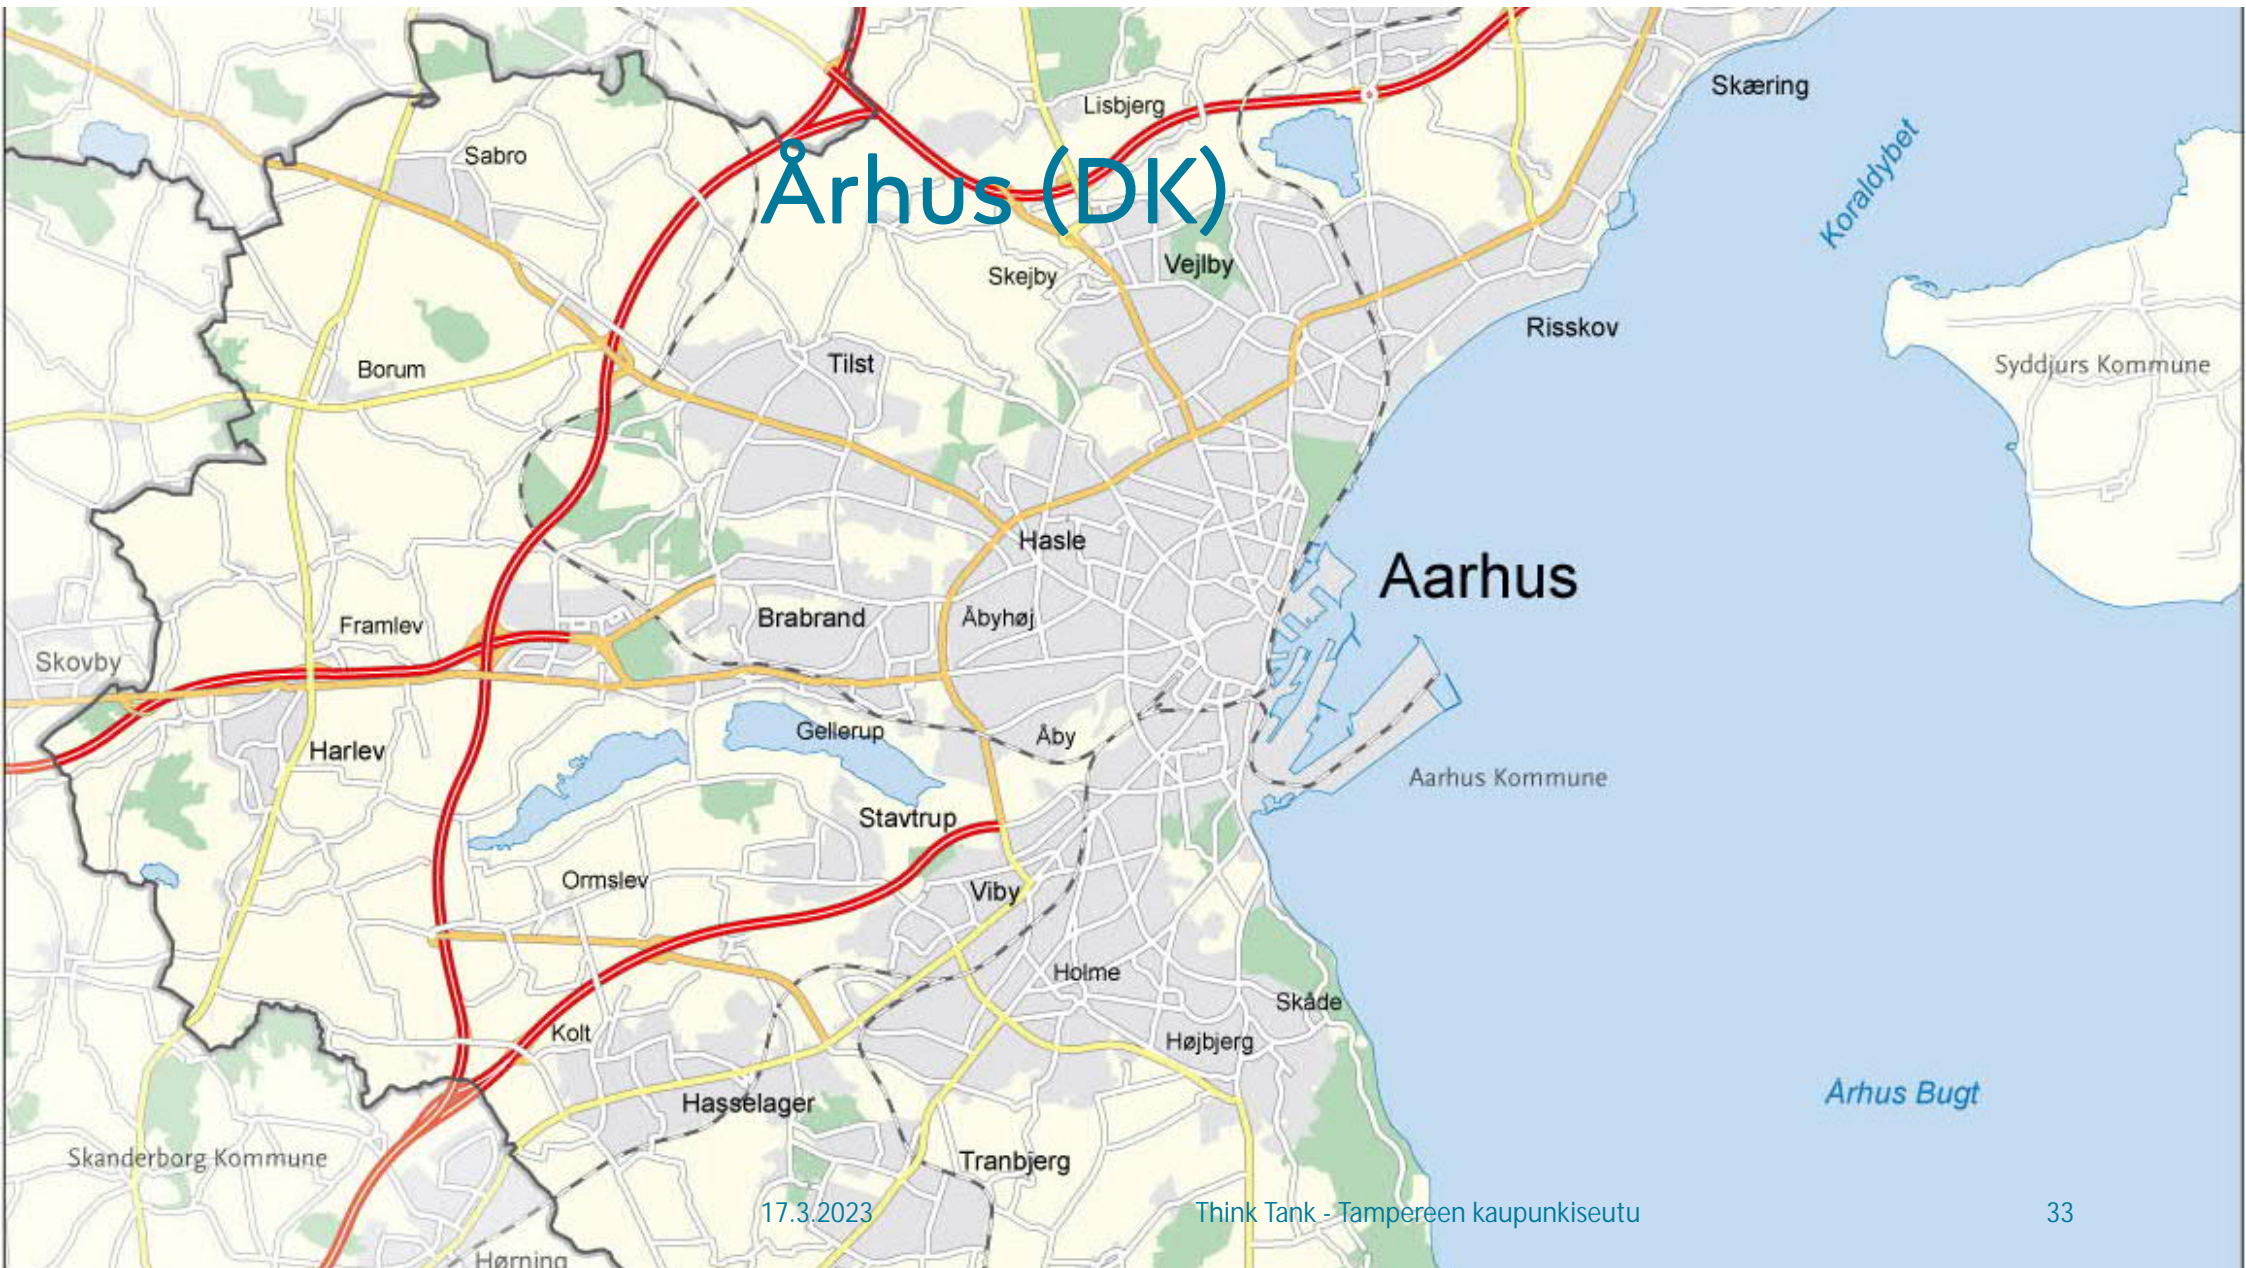 Skæring
Lisbjerg
Koraldybet
Sabro
Århus (DK)
Vejlby
Skejby
Risskov
Tilst
Syddjurs Kommune
Borum
Hasle
Aarhus
Brabrand
Åbyhøj
Framlev
Skovby
Gellerup
Åby
Harlev
Aarhus Kommune
Stavtrup
Ormslev
Viby
Holme
Skåde
Kolt
Højbjerg
Århus Bugt
Hasselager
Skanderborg Kommune
Tranbjerg
17.3.2023
Think Tank - Tampereen kaupunkiseutu
33
Hørning